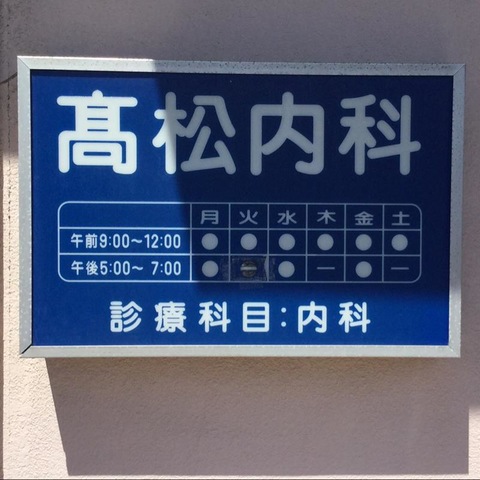 髙松内科
月 火 水 木 金 土
午前9:00〜12:00 ● ● ● ● ● ●
午後5:00〜 7:00 ● ー ● ー ● ー
診療科目:内科